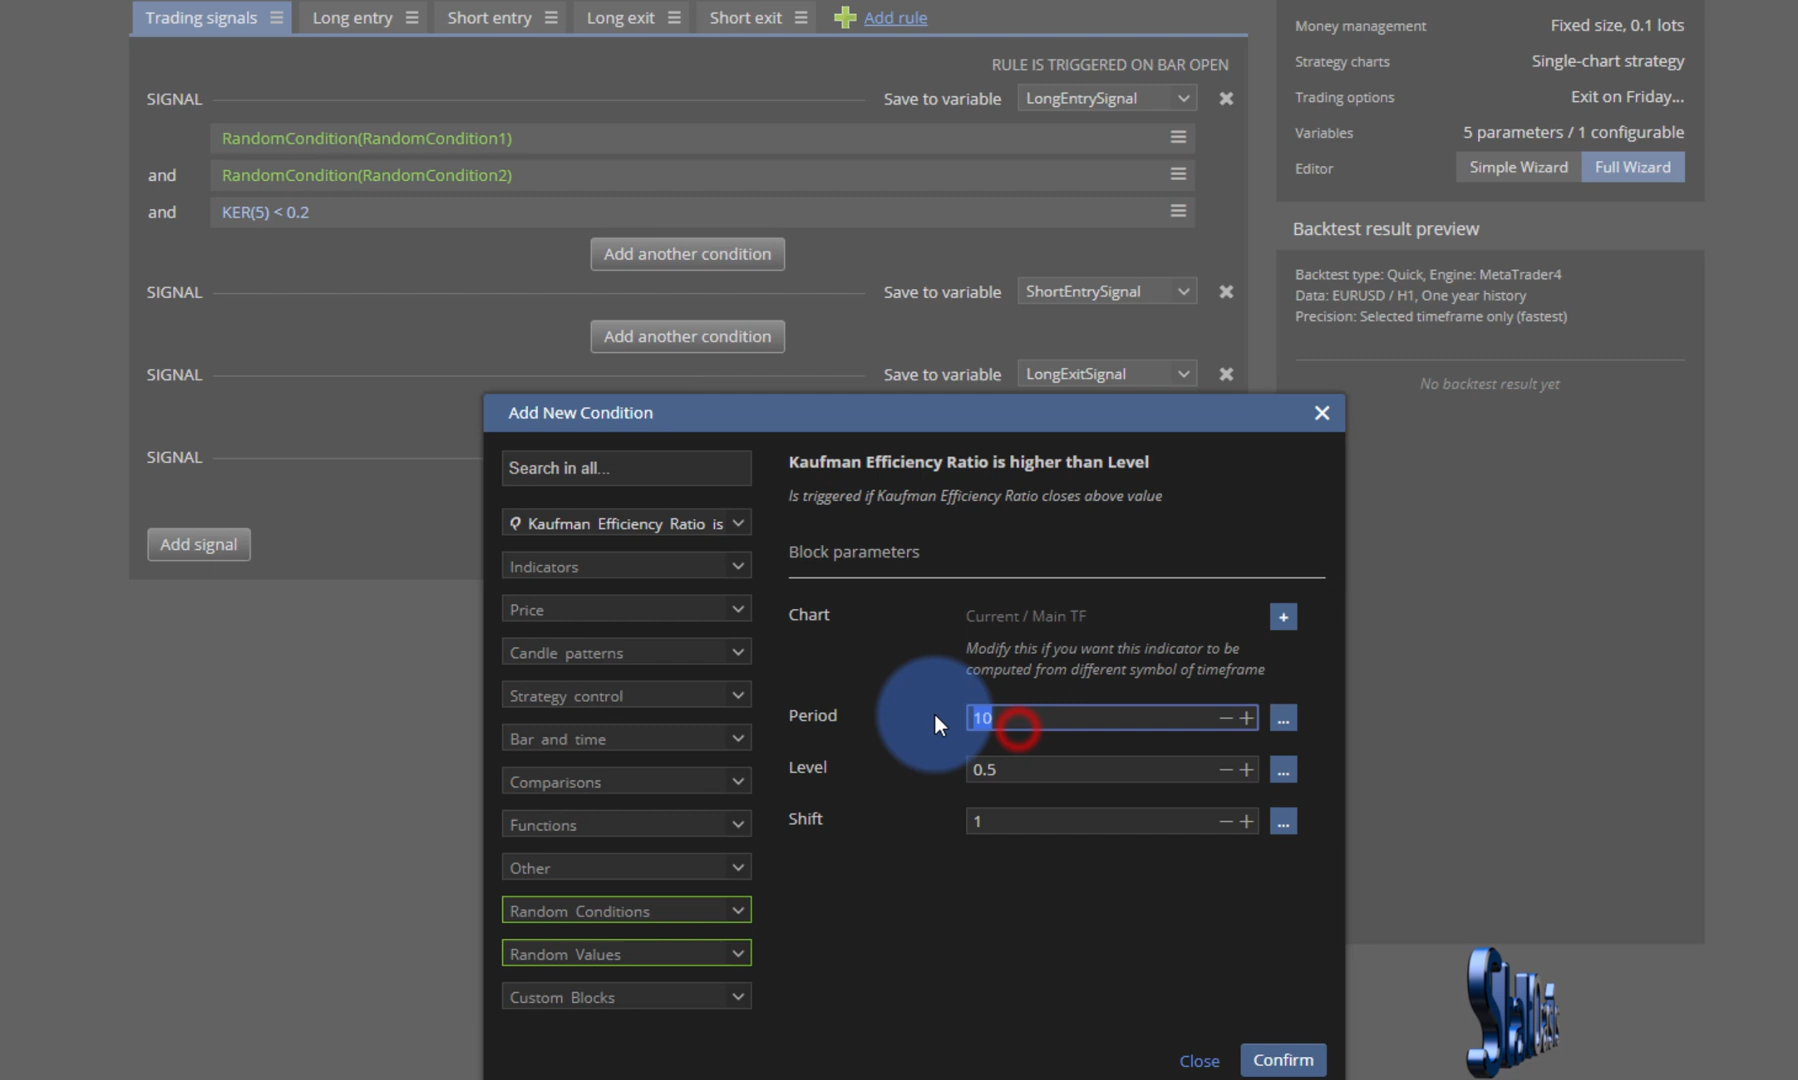 Trading signals
Long entry
Short entry
Long exit
Short exit
Add rule
RULE IS TRIGGERED ON BAR OPEN
SIGNAL
Save to variable
LongEntrySignal
RandomCondition(RandomCondition1)
and
RandomCondition(RandomCondition2)
and
KER(5) < 0.2
Add another condition
SIGNAL
Save to variable
ShortEntrySignal
Add another condition
SIGNAL
Save to variable
LongExitSignal
SIGNAL
Add signal
Money management
Fixed size, 0.1 lots
Strategy charts
Single-chart strategy
Trading options
Exit on Friday...
Variables
5 parameters / 1 configurable
Editor
Simple Wizard
Full Wizard
Backtest result preview
Backtest type: Quick, Engine: MetaTrader4
Data: EURUSD / H1, One year history
Precision: Selected timeframe only (fastest)
No backtest result yet
Add New Condition
Search in all...
Kaufman Efficiency Ratio is
Indicators
Price
Candle patterns
Strategy control
Bar and time
Comparisons
Functions
Other
Random Conditions
Random Values
Custom Blocks
Kaufman Efficiency Ratio is higher than Level
Is triggered if Kaufman Efficiency Ratio closes above value
Block parameters
Chart
Current / Main TF
Modify this if you want this indicator to be
computed from different symbol of timeframe
Period
10
...
Level
0.5
...
Shift
1
...
Close
Confirm